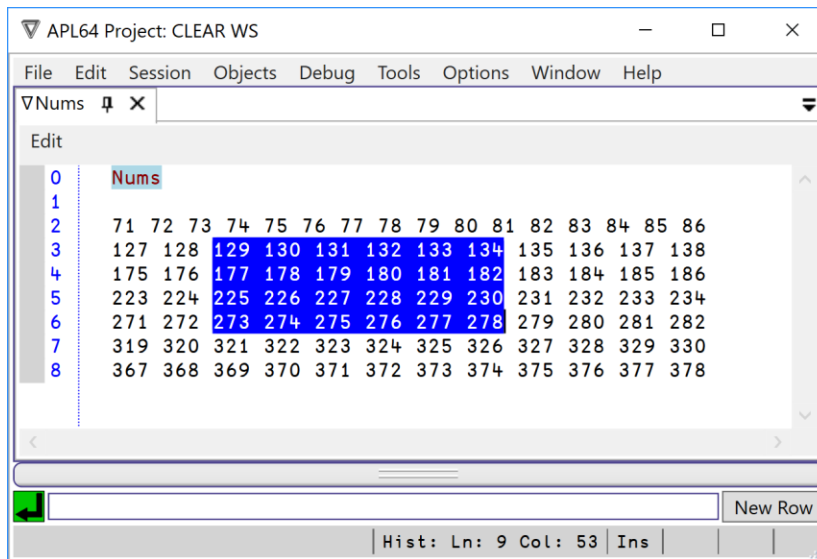 APL64 Project: CLEAR WS
File Edit Session Objects Debug Tools Options Window Help
∇Nums
Edit
0 Nums
1
2 71 72 73 74 75 76 77 78 79 80 81 82 83 84 85 86
3 127 128 129 130 131 132 133 134 135 136 137 138
4 175 176 177 178 179 180 181 182 183 184 185 186
5 223 224 225 226 227 228 229 230 231 232 233 234
6 271 272 273 274 275 276 277 278 279 280 281 282
7 319 320 321 322 323 324 325 326 327 328 329 330
8 367 368 369 370 371 372 373 374 375 376 377 378
New Row
Hist: Ln: 9 Col: 53 Ins